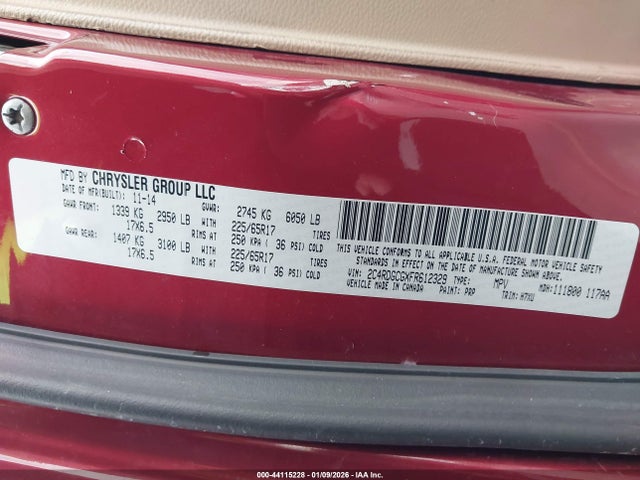 MFD BY CHRYSLER GROUP LLC
DATE OF MFR(BUILT): 11-14 GVWR: 2745 KG 6050 LB
GAWR FRONT: 1339 KG 2950 LB WITH 225/65R17 TIRES
17X6.5 RIMS AT 250 KPA ( 36 PSI) COLD
GAWR REAR: 1407 KG 3100 LB WITH 225/65R17 TIRES
17X6.5 RIMS AT 250 KPA ( 36 PSI) COLD
THIS VEHICLE CONFORMS TO ALL APPLICABLE U.S.A. FEDERAL MOTOR VEHICLE SAFETY
STANDARDS IN EFFECT ON THE DATE OF MANUFACTURE SHOWN ABOVE.
VIN: 2C4RDGCGXFR612329 TYPE: MPV MDH: 111800 117AA
VEHICLE MADE IN CANADA PAINT: PRP TRIM: H7XU
000-44115228 - 01/09/2026 - © IAA Inc.